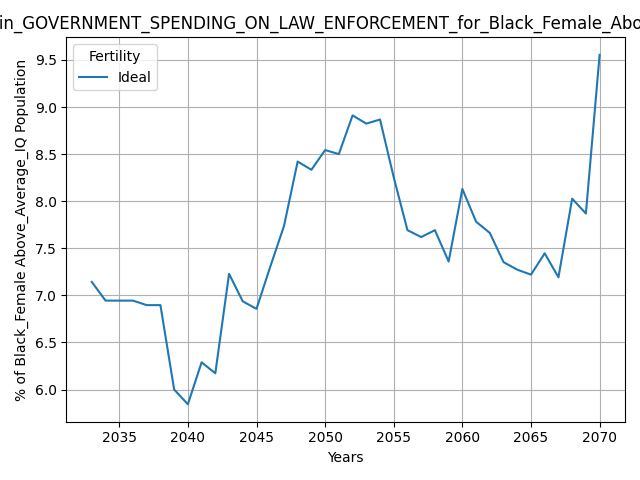 in_GOVERNMENT_SPENDING_ON_LAW_ENFORCEMENT_for_Black_Female_Abo
Fertility
Ideal
% of Black_Female Above_Average_IQ Population
9.5
9.0
8.5
8.0
7.5
7.0
6.5
6.0
2035 2040 2045 2050 2055 2060 2065 2070
Years